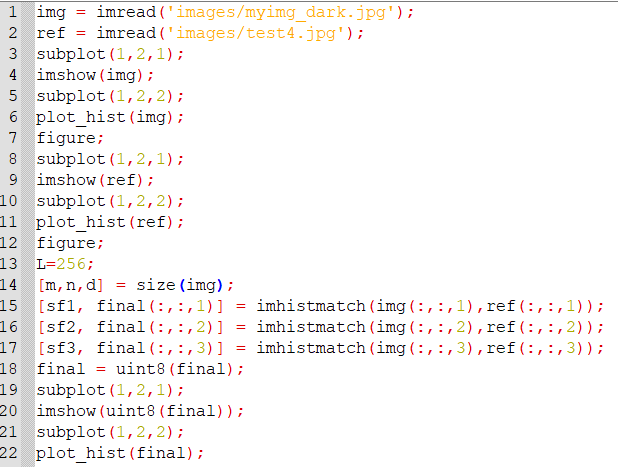 1 img = imread('images/myimg_dark.jpg');
2 ref = imread('images/test4.jpg');
3 subplot(1,2,1);
4 imshow(img);
5 subplot(1,2,2);
6 plot_hist(img);
7 figure;
8 subplot(1,2,1);
9 imshow(ref);
10 subplot(1,2,2);
11 plot_hist(ref);
12 figure;
13 L=256;
14 [m,n,d] = size(img);
15 [sf1, final(:,:,1)] = imhistmatch(img(:,:,1),ref(:,:,1));
16 [sf2, final(:,:,2)] = imhistmatch(img(:,:,2),ref(:,:,2));
17 [sf3, final(:,:,3)] = imhistmatch(img(:,:,3),ref(:,:,3));
18 final = uint8(final);
19 subplot(1,2,1);
20 imshow(uint8(final));
21 subplot(1,2,2);
22 plot_hist(final);